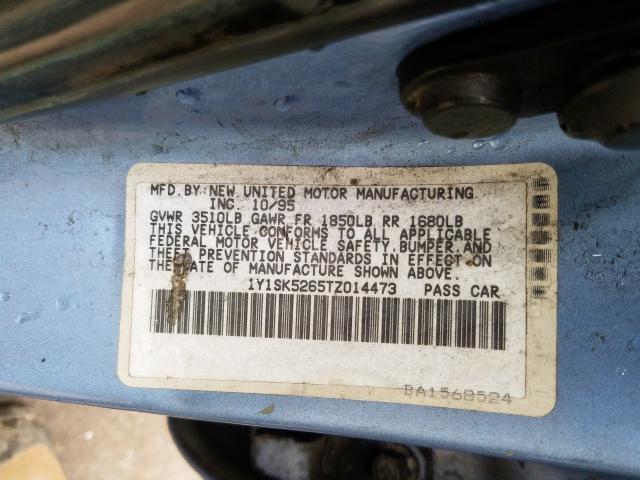 MFD. BY: NEW UNITED MOTOR MANUFACTURING
INC. 10/95
GVWR 3510LB GAWR FR 1850LB RR 1680LB
THIS VEHICLE CONFORMS TO ALL APPLICABLE
FEDERAL MOTOR VEHICLE SAFETY, BUMPER, AND
THEFT PREVENTION STANDARDS IN EFFECT ON
THE DATE OF MANUFACTURE SHOWN ABOVE.
1Y1SK5265TZ014473 PASS CAR
BA1568524